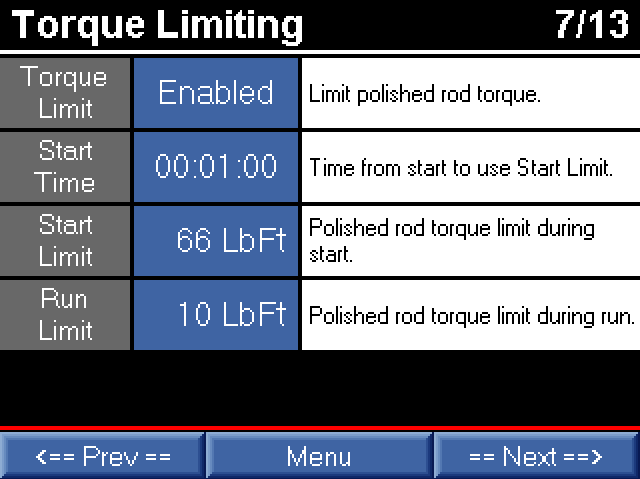 Torque Limiting 7/13
Torque
Limit
Enabled
Limit polished rod torque.
Start
Time
00:01:00
Time from start to use Start Limit.
Start
Limit
66 LbFt
Polished rod torque limit during
start.
Run
Limit
10 LbFt
Polished rod torque limit during run.
<== Prev ==
Menu
== Next ==>